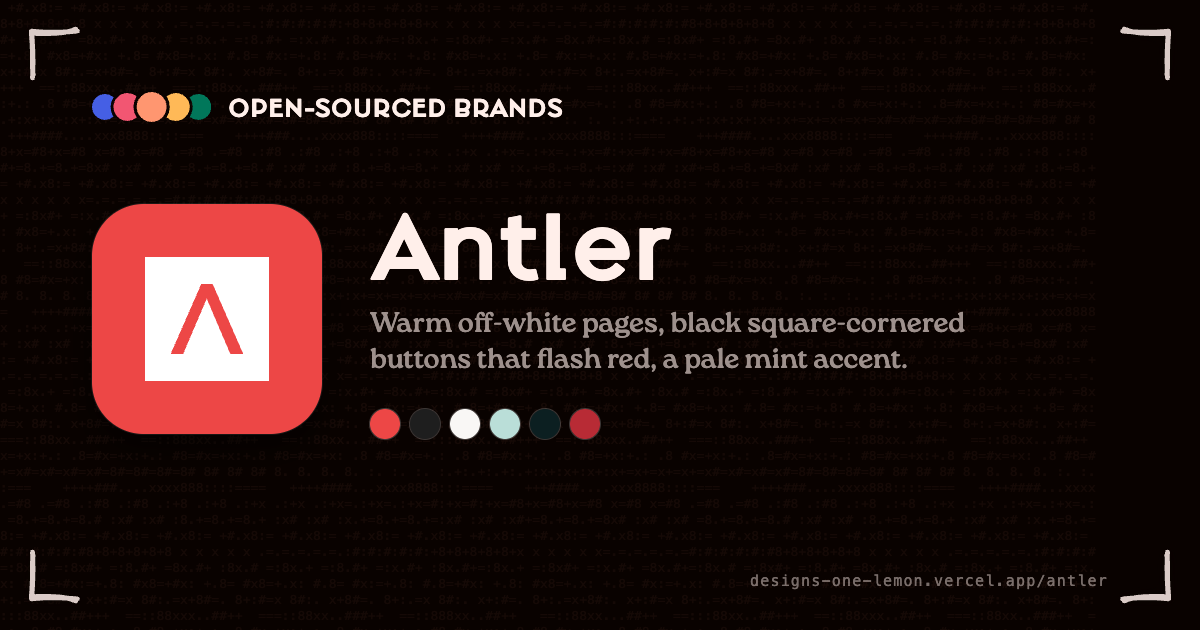 OPEN-SOURCED BRANDS
Antler
Warm off-white pages, black square-cornered
buttons that flash red, a pale mint accent.
designs-one-lemon.vercel.app/antler